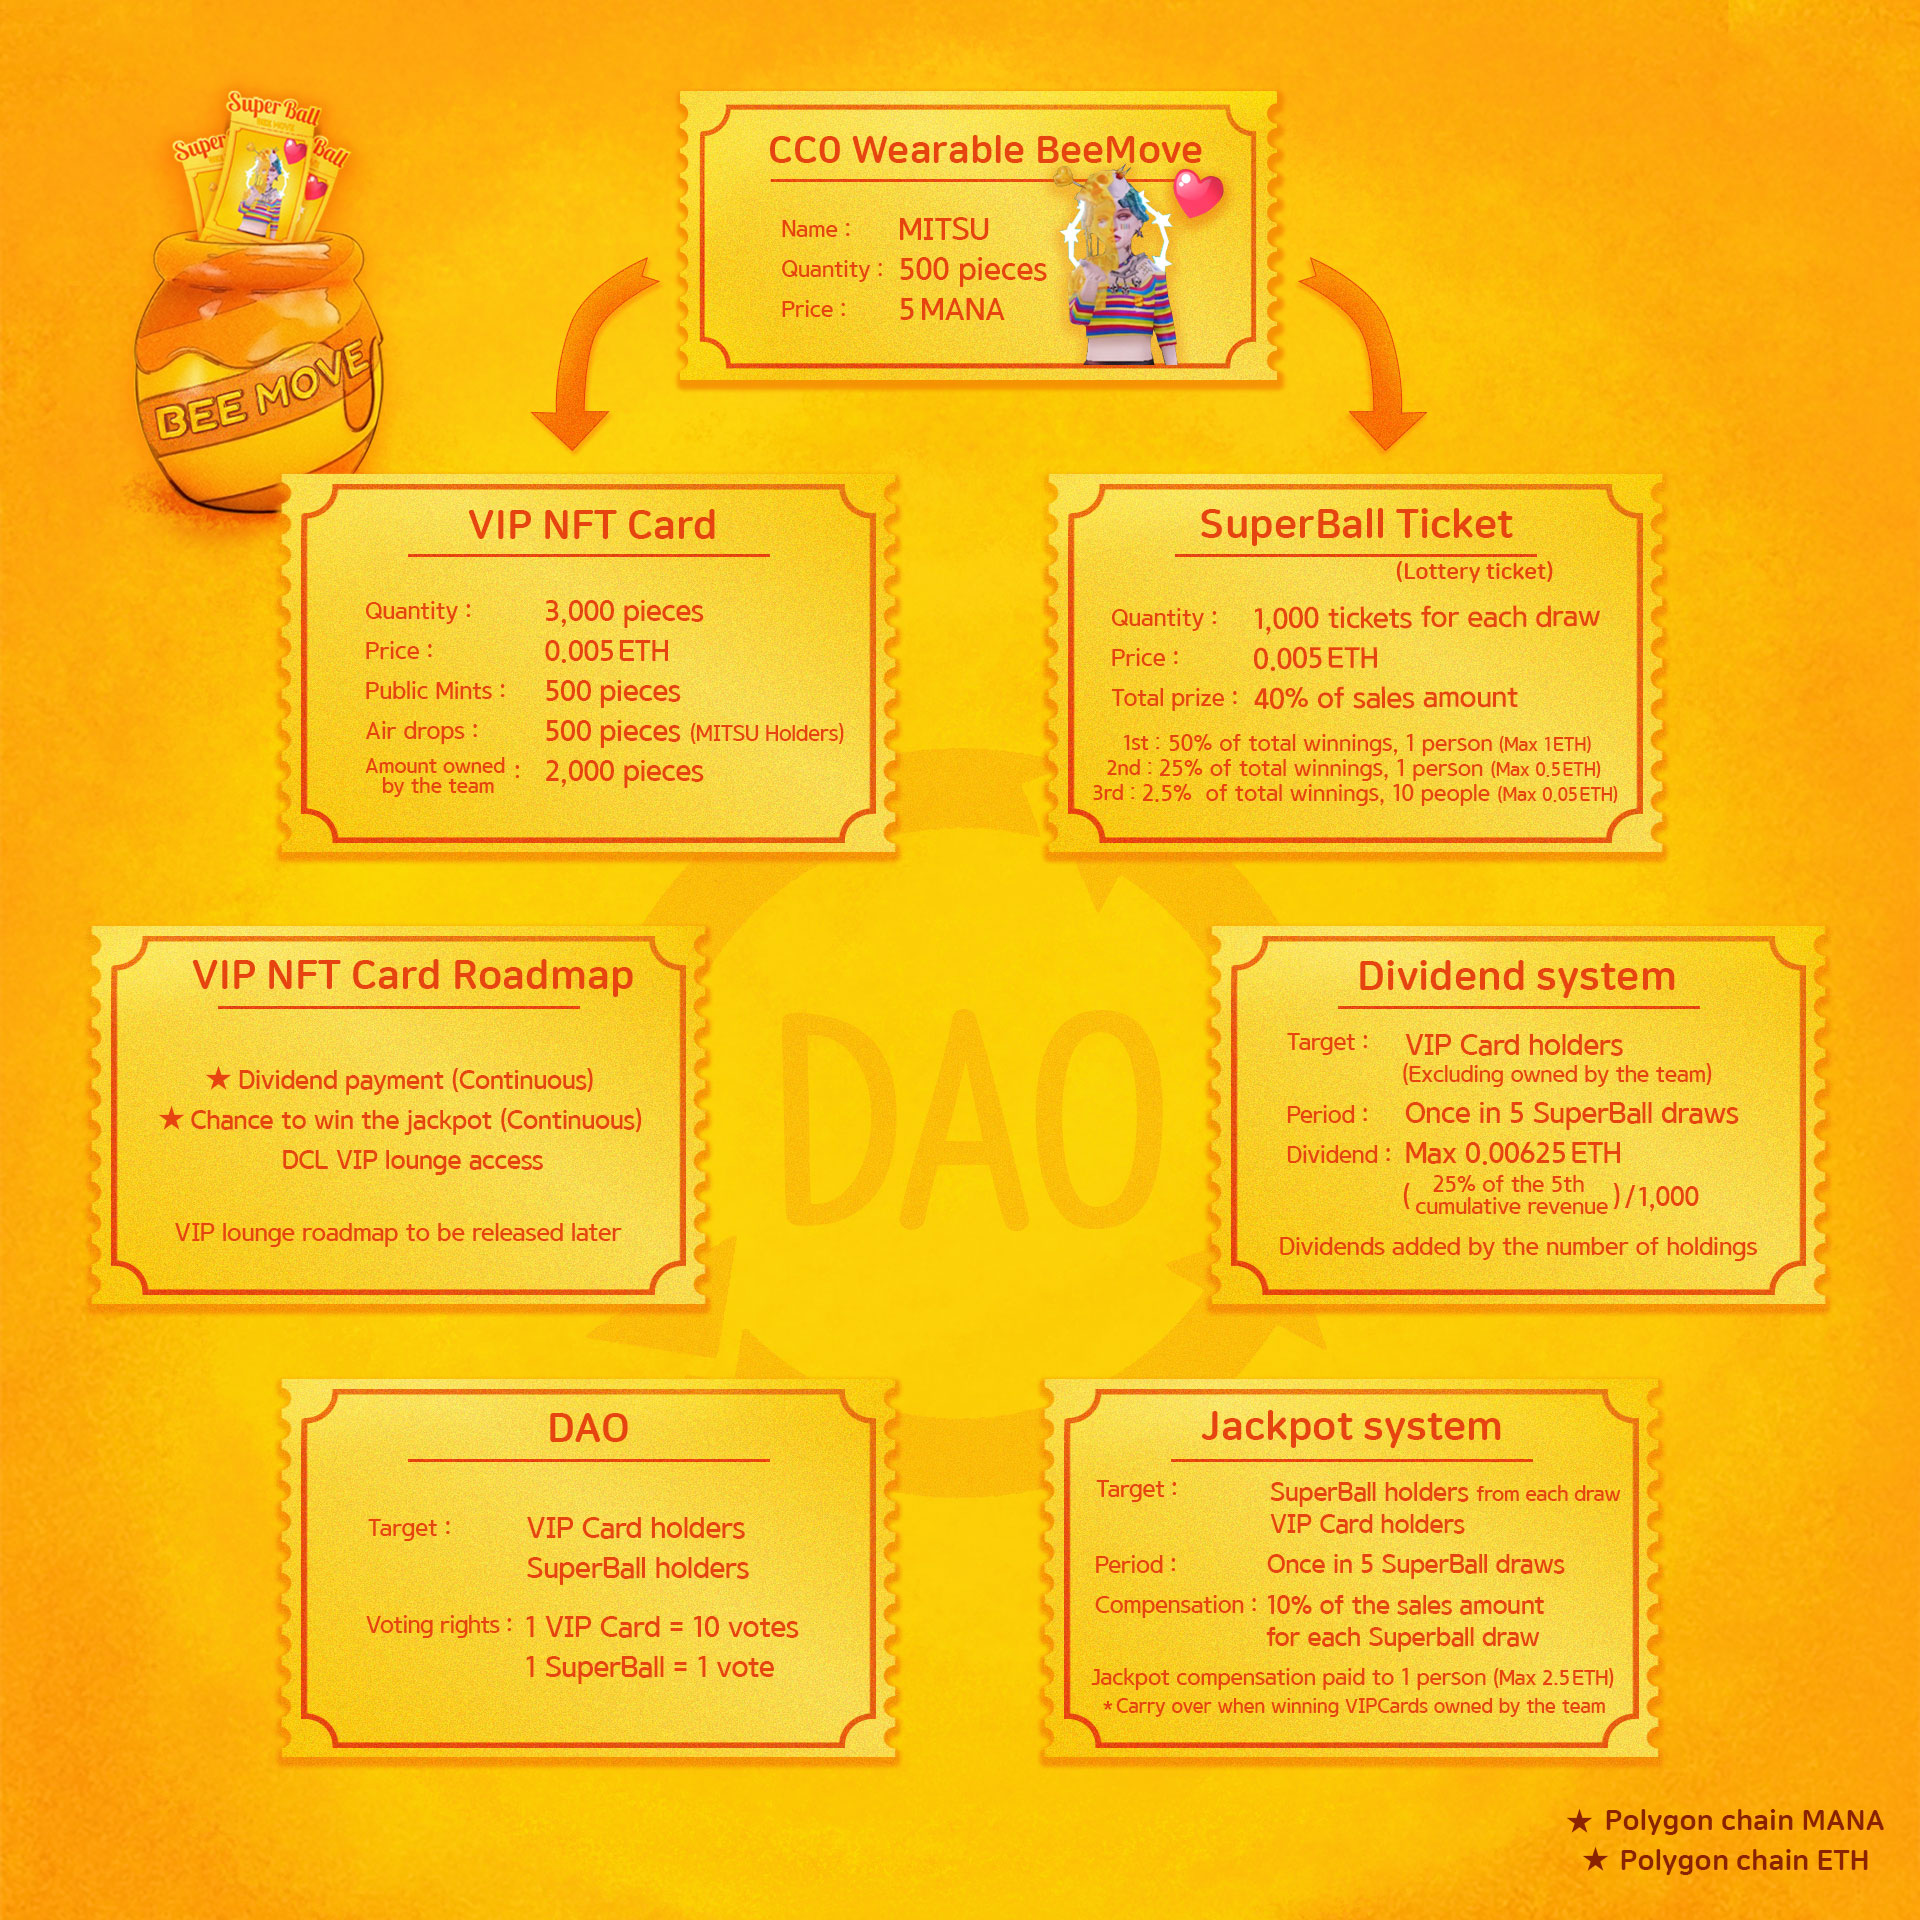 Super Ball
BEE MOVE
Super
Ball
BEE MOVE
CC0 Wearable BeeMove
Name : MITSU
Quantity : 500 pieces
Price : 5 MANA
VIP NFT Card
Quantity : 3,000 pieces
Price : 0.005 ETH
Public Mints : 500 pieces
Air drops : 500 pieces (MITSU Holders)
Amount owned
by the team : 2,000 pieces
SuperBall Ticket
(Lottery ticket)
Quantity : 1,000 tickets for each draw
Price : 0.005 ETH
Total prize : 40% of sales amount
1st : 50% of total winnings, 1 person (Max 1ETH)
2nd : 25% of total winnings, 1 person (Max 0.5ETH)
3rd : 2.5% of total winnings, 10 people (Max 0.05ETH)
VIP NFT Card Roadmap
★ Dividend payment (Continuous)
★ Chance to win the jackpot (Continuous)
DCL VIP lounge access
VIP lounge roadmap to be released later
DAO
Dividend system
Target : VIP Card holders
(Excluding owned by the team)
Period : Once in 5 SuperBall draws
Dividend : Max 0.00625 ETH
( 25% of the 5th
cumulative revenue ) / 1,000
Dividends added by the number of holdings
DAO
Target : VIP Card holders
SuperBall holders
Voting rights : 1 VIP Card = 10 votes
1 SuperBall = 1 vote
Jackpot system
Target : SuperBall holders from each draw
VIP Card holders
Period : Once in 5 SuperBall draws
Compensation : 10% of the sales amount
for each Superball draw
Jackpot compensation paid to 1 person (Max 2.5ETH)
* Carry over when winning VIPCards owned by the team
★ Polygon chain MANA
★ Polygon chain ETH